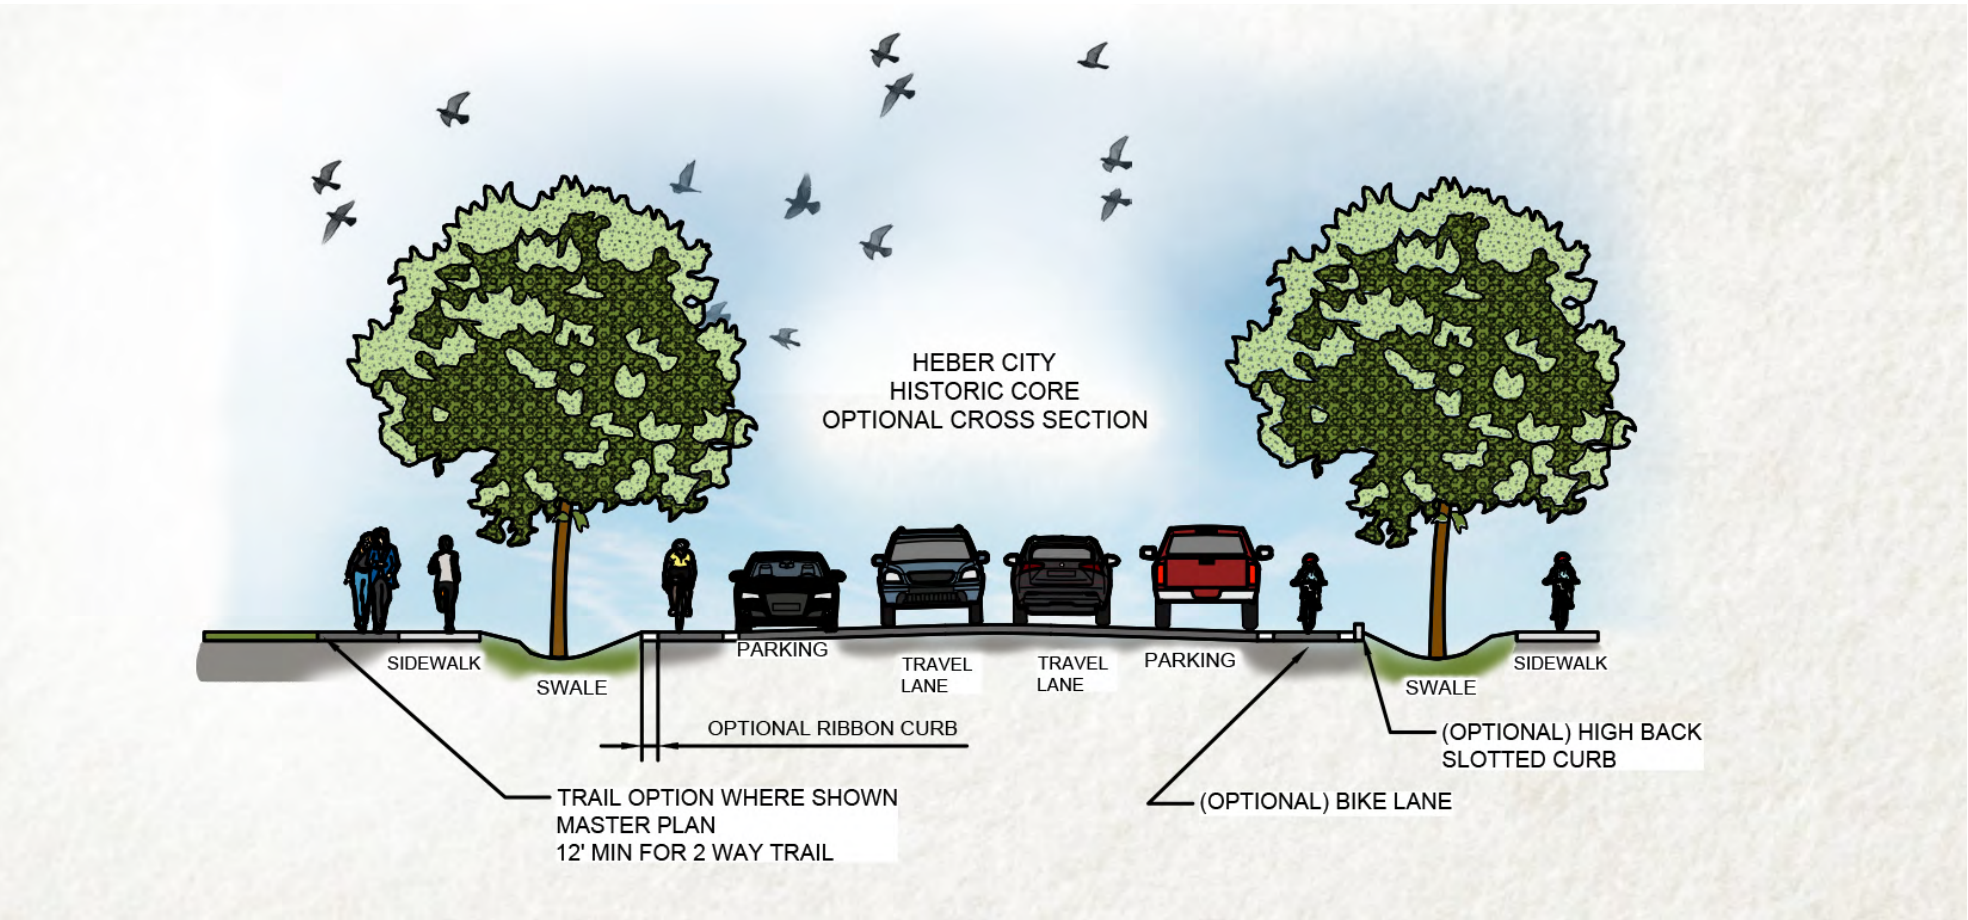 HEBER CITY
HISTORIC CORE
OPTIONAL CROSS SECTION
SIDEWALK
SWALE
PARKING
TRAVEL
LANE
TRAVEL
LANE
PARKING
SWALE
SIDEWALK
OPTIONAL RIBBON CURB
(OPTIONAL) HIGH BACK
SLOTTED CURB
TRAIL OPTION WHERE SHOWN
MASTER PLAN
12' MIN FOR 2 WAY TRAIL
(OPTIONAL) BIKE LANE